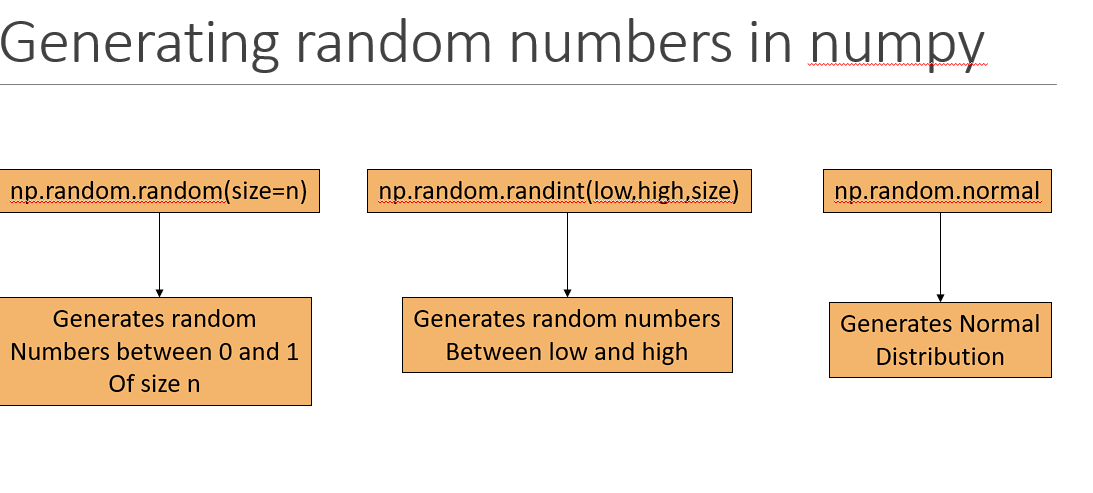 Generating random numbers in numpy
np.random.random(size=n)
np.random.randint(low,high,size)
np.random.normal
Generates random
Numbers between 0 and 1
Of size n
Generates random numbers
Between low and high
Generates Normal
Distribution